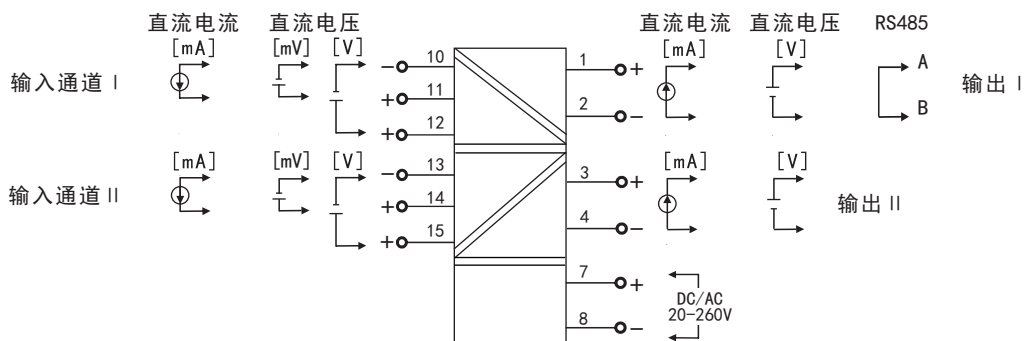 直流电流 直流电压 直流电流 直流电压 RS485
[mA] [mV] [V] [mA] [V]
输入通道 I − 10 1 + A 输出 I
+ 11
+ 12 2 − B
[mA] [mV] [V] [mA] [V]
输入通道 II − 13 3 + 输出 II
+ 14
+ 15 4 −
7 +
DC/AC
20-260V
8 −